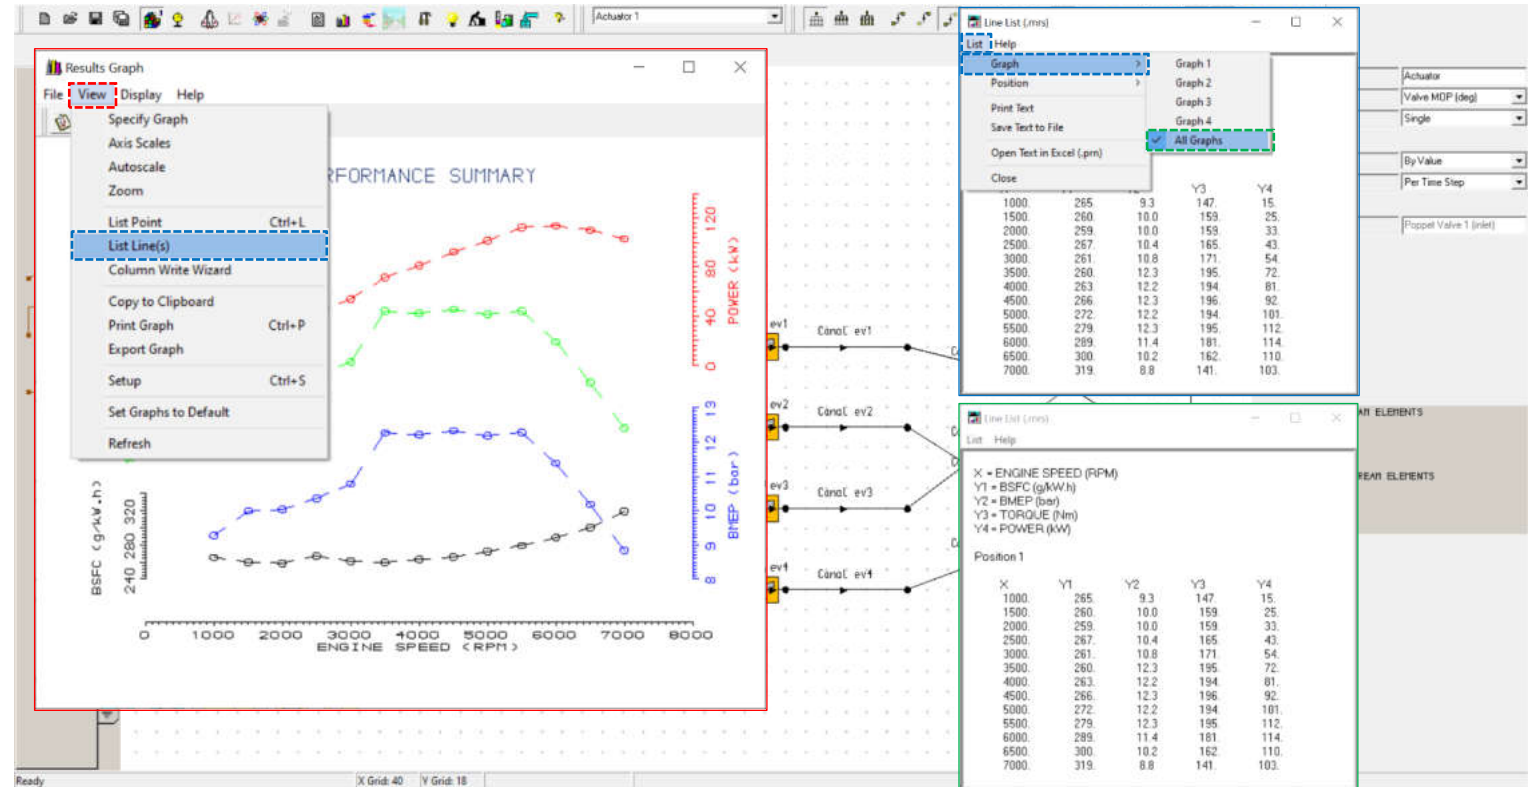 Actuator 1
Results Graph
File View Display Help
Specify Graph
Axis Scales
Autoscale
Zoom
List Point Ctrl+L
List Line(s)
Column Write Wizard
Copy to Clipboard
Print Graph Ctrl+P
Export Graph
Setup Ctrl+S
Set Graphs to Default
Refresh
RFORMANCE SUMMARY
0 40 80 120
POWER (kW)
8 9 10 11 12 13
BMEP (bar)
240 280 320
BSFC (g/kW.h)
0 1000 2000 3000 4000 5000 6000 7000 8000
ENGINE SPEED (RPM)
ev1
Canal ev1
ev2
Canal ev2
ev3
Canal ev3
ev4
Canal ev4
Line List (.mrs)
List Help
Graph
Position
Print Text
Save Text to File
Open Text in Excel (.prn)
Close
Graph 1
Graph 2
Graph 3
Graph 4
All Graphs
Y3 Y4
1000. 265. 9.3 147. 15.
1500. 260. 10.0 159. 25.
2000. 259. 10.0 159. 33.
2500. 267. 10.4 165. 43.
3000. 261. 10.8 171. 54.
3500. 260. 12.3 195. 72.
4000. 263. 12.2 194. 81.
4500. 266. 12.3 196. 92.
5000. 272. 12.2 194. 101.
5500. 279. 12.3 195. 112.
6000. 289. 11.4 181. 114.
6500. 300. 10.2 162. 110.
7000. 319. 8.8 141. 103.
Line List (.mrs)
List Help
X = ENGINE SPEED (RPM)
Y1 = BSFC (g/kW.h)
Y2 = BMEP (bar)
Y3 = TORQUE (Nm)
Y4 = POWER (kW)
Position 1
X Y1 Y2 Y3 Y4
1000. 265. 9.3 147. 15.
1500. 260. 10.0 159. 25.
2000. 259. 10.0 159. 33.
2500. 267. 10.4 165. 43.
3000. 261. 10.8 171. 54.
3500. 260. 12.3 195. 72.
4000. 263. 12.2 194. 81.
4500. 266. 12.3 196. 92.
5000. 272. 12.2 194. 101.
5500. 279. 12.3 195. 112.
6000. 289. 11.4 181. 114.
6500. 300. 10.2 162. 110.
7000. 319. 8.8 141. 103.
Actuator
Valve MOP (deg)
Single
By Value
Per Time Step
Poppet Valve 1 (inlet)
AM ELEMENTS
REAM ELEMENTS
Ready
X Grid: 40 Y Grid: 18